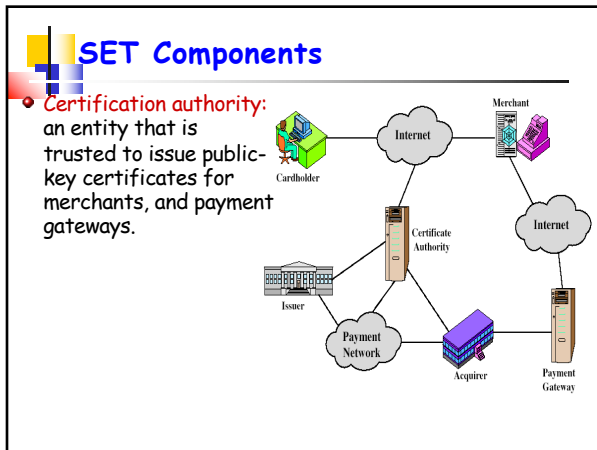 SET Components
Certification authority:
an entity that is
trusted to issue public-
key certificates for
merchants, and payment
gateways.
Merchant
Internet
Cardholder
Internet
Certificate
Authority
Issuer
Payment
Network
Acquirer
Payment
Gateway